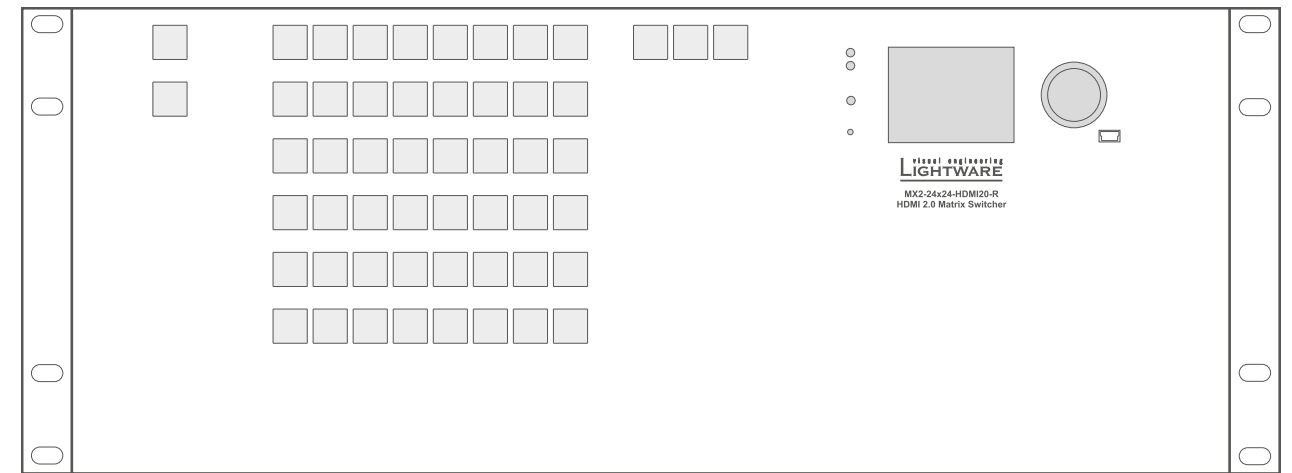 visual engineering
LIGHTWARE
MX2-24x24-HDMI20-R
HDMI 2.0 Matrix Switcher